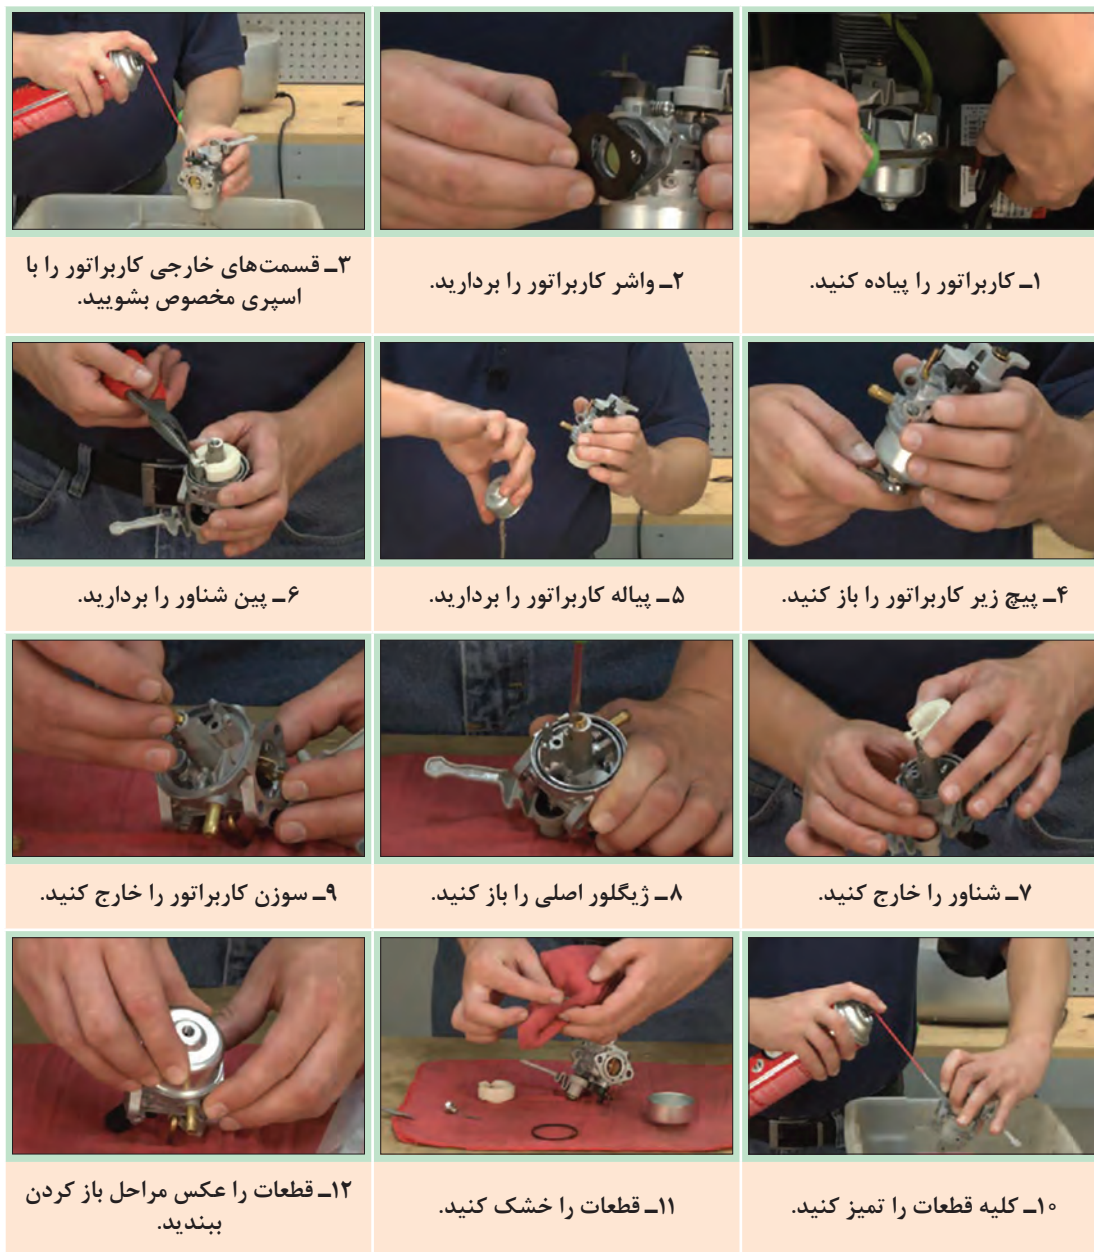 ۱ـ کاربراتور را پیاده کنید.
۲ـ واشر کاربراتور را بردارید.
۳ـ قسمت‌های خارجی کاربراتور را با
اسپری مخصوص بشویید.
۴ـ پیچ زیر کاربراتور را باز کنید.
۵ـ پیاله کاربراتور را بردارید.
۶ـ پین شناور را بردارید.
۷ـ شناور را خارج کنید.
۸ـ ژیگلور اصلی را باز کنید.
۹ـ سوزن کاربراتور را خارج کنید.
۱۰ـ کلیه قطعات را تمیز کنید.
۱۱ـ قطعات را خشک کنید.
۱۲ـ قطعات را عکس مراحل باز کردن
ببندید.